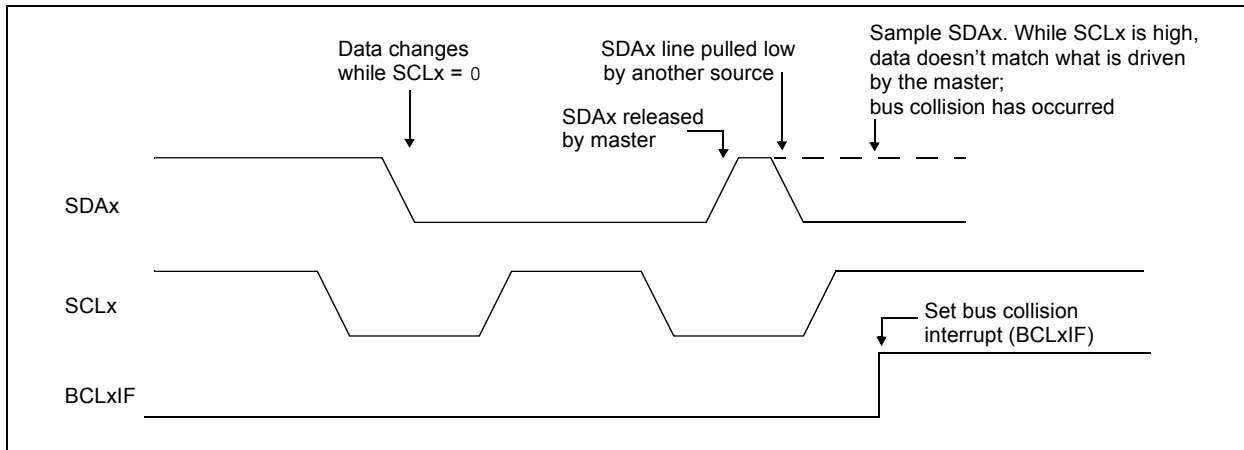 Data changes
while SCLx = 0
SDAx line pulled low
by another source
Sample SDAx. While SCLx is high,
data doesn't match what is driven
by the master;
bus collision has occurred
SDAx released
by master
SDAx
SCLx
Set bus collision
interrupt (BCLxIF)
BCLxIF